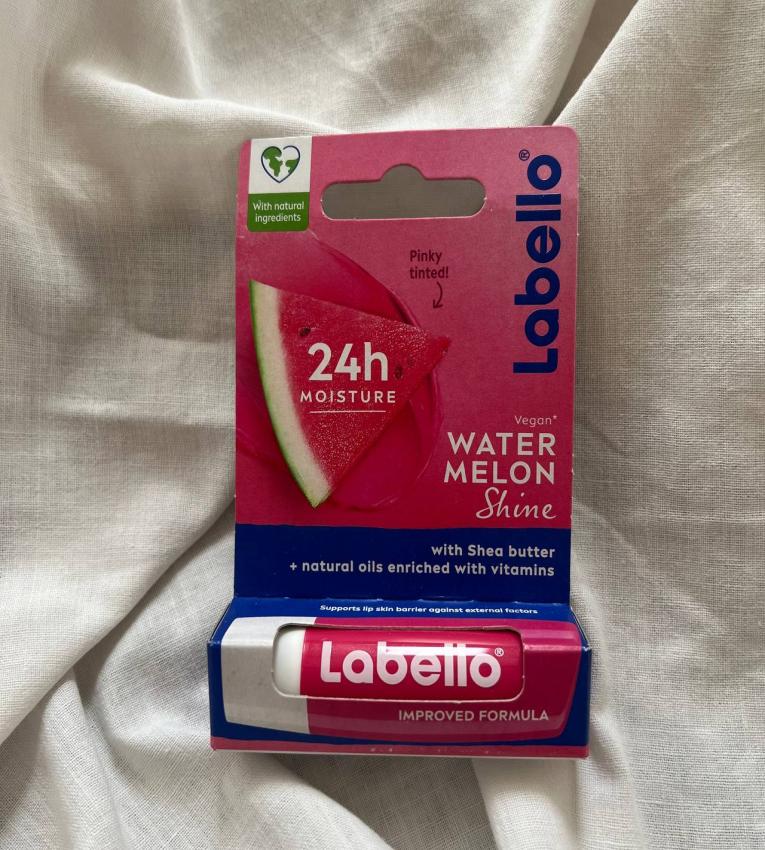 With natural
ingredients
Labello®
Pinky
tinted!
24h
MOISTURE
Vegan*
WATER
MELON
Shine
with Shea butter
+ natural oils enriched with vitamins
Supports lip skin barrier against external factors
Labello®
IMPROVED FORMULA